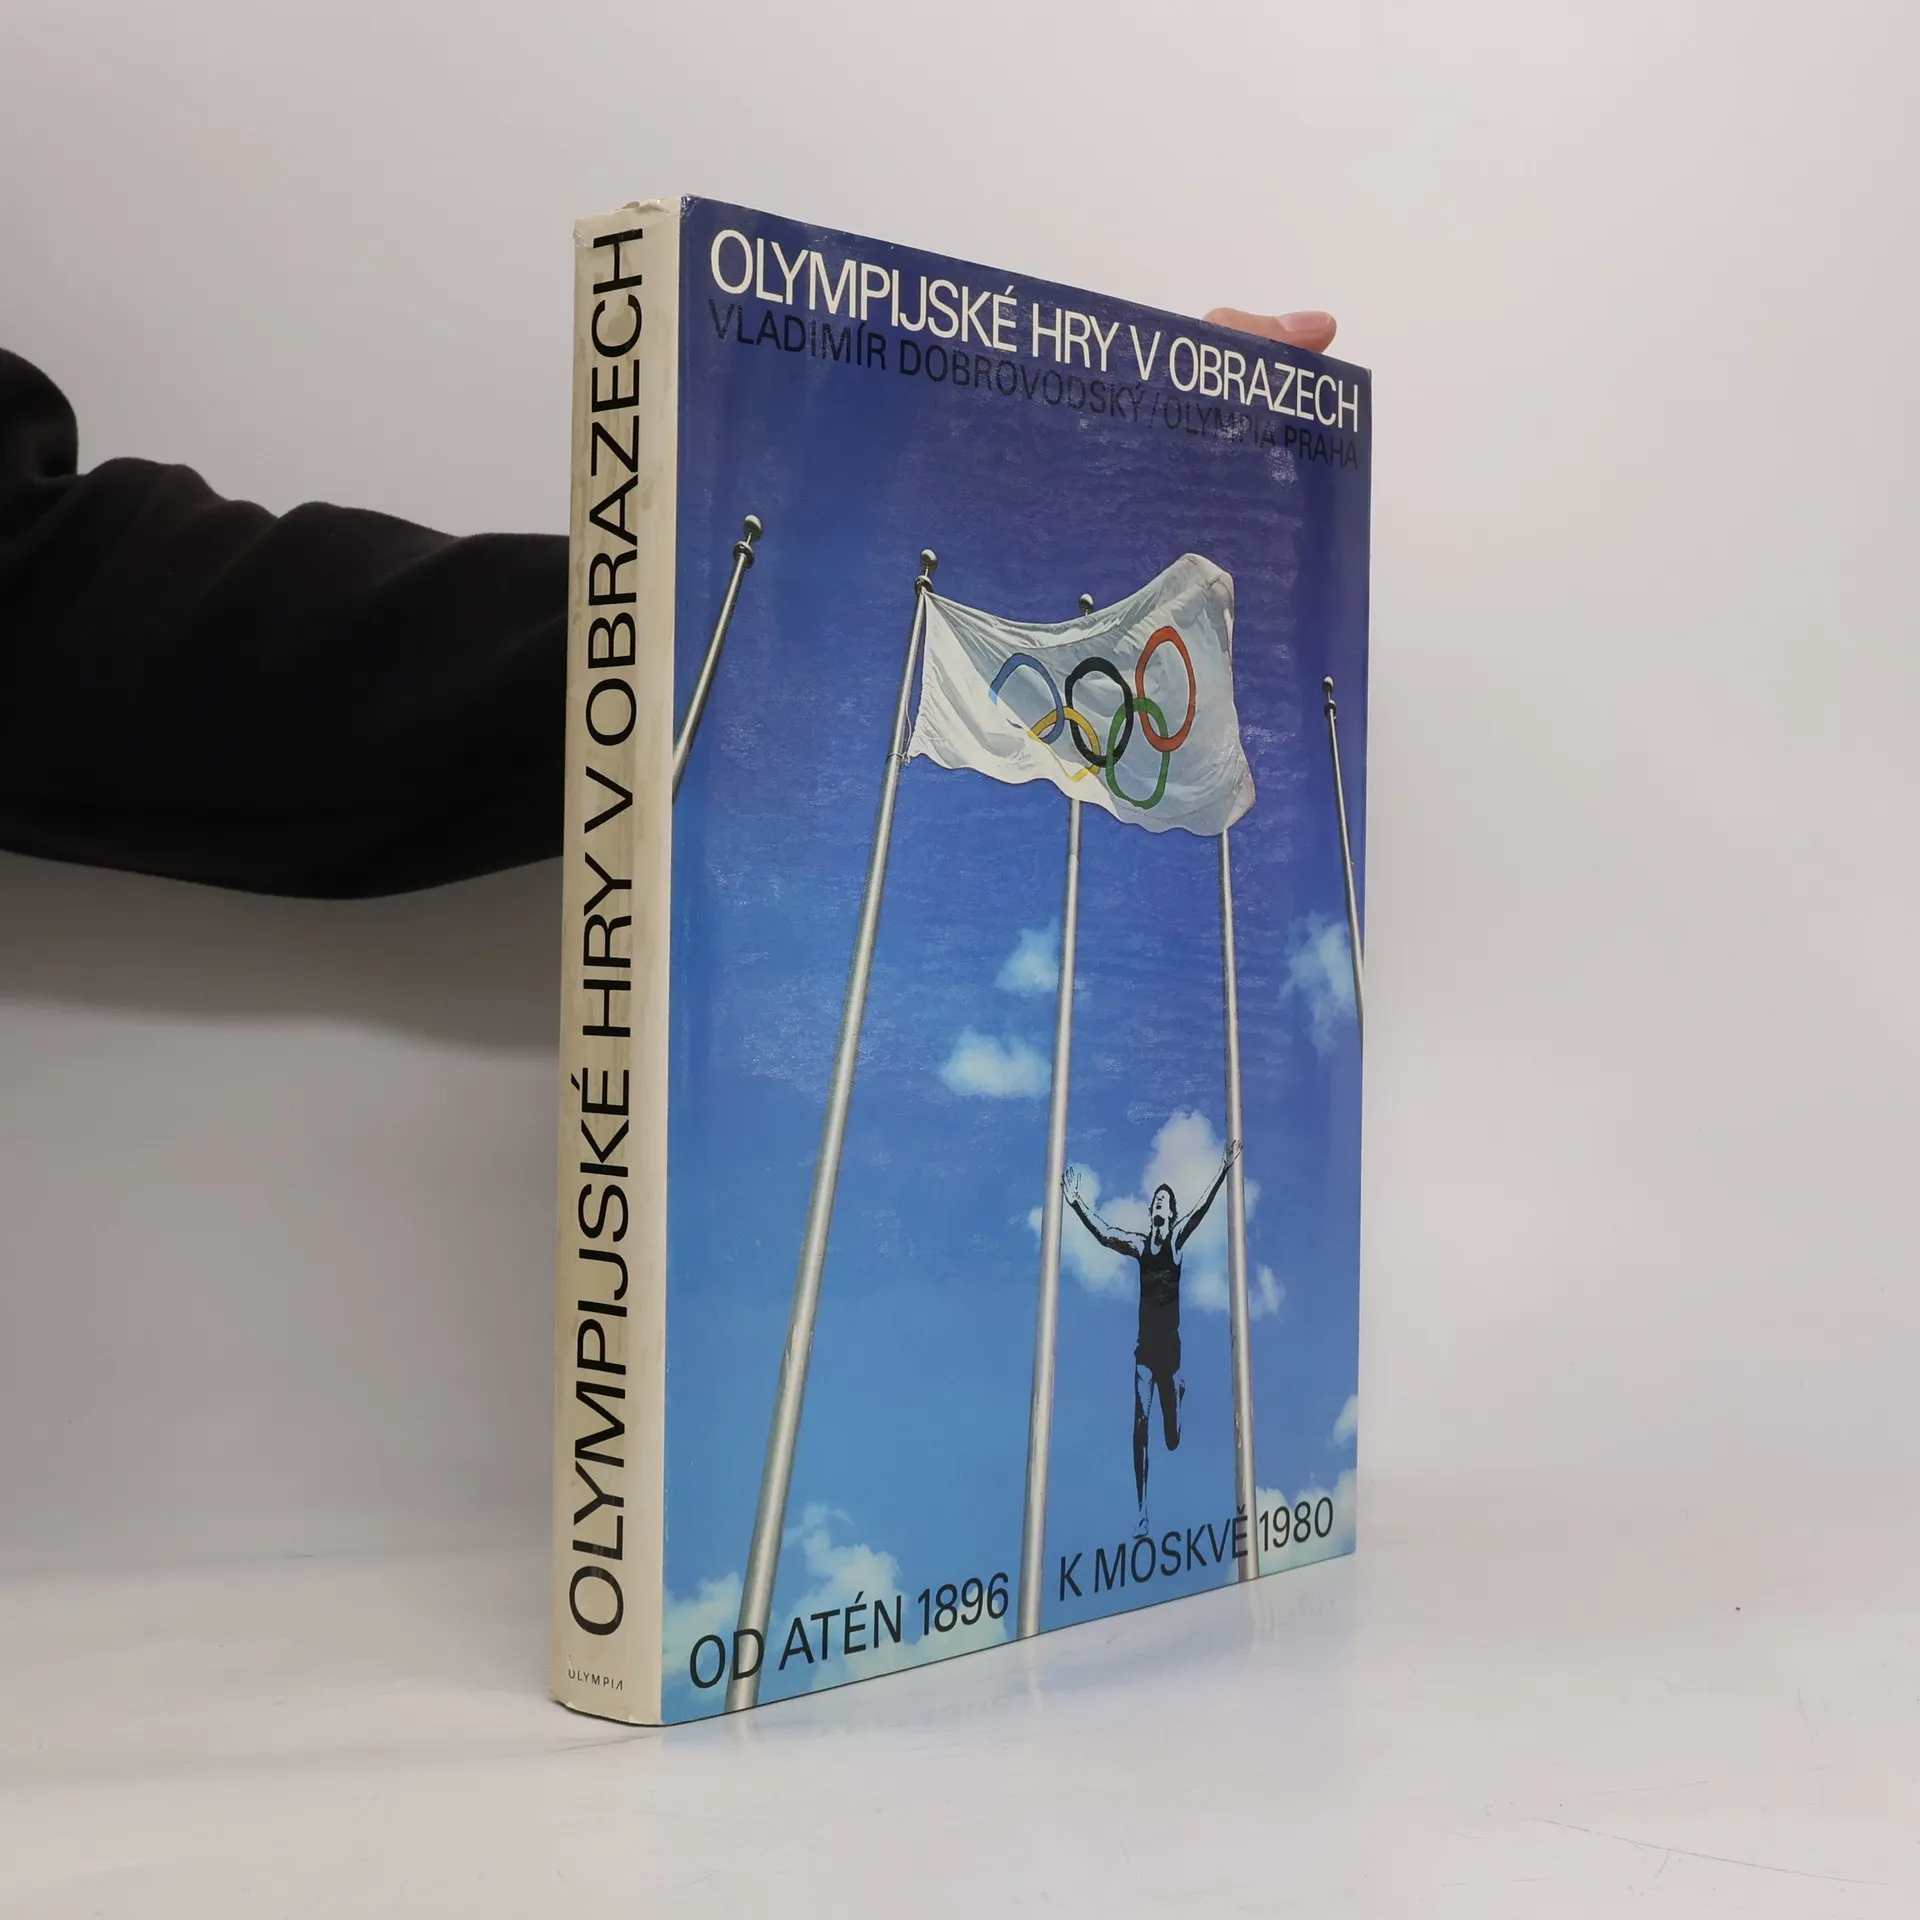 OLYMPIJSKÉ HRY V OBRAZECH
OLYMPIA
OLYMPIJSKÉ HRY V OBRAZECH
VLADIMÍR DOBROVODSKÝ/OLYMPIA PRAHA
OD ATÉN 1896 K MOSKVĚ 1980